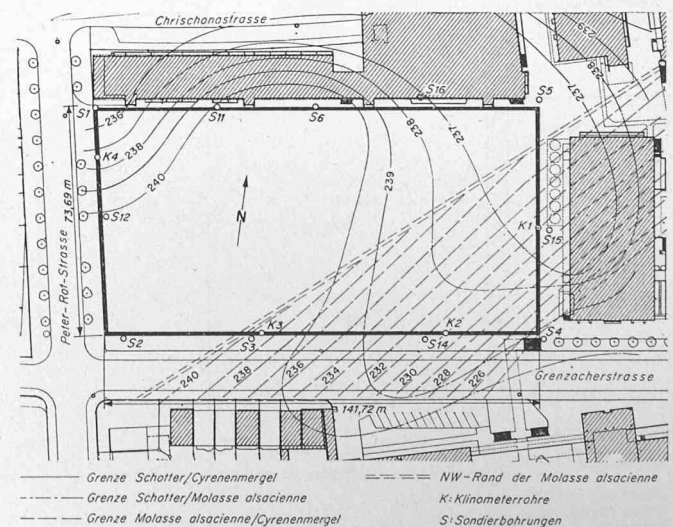 Chrischonastrasse
239
238
237
S16
S5
S1
236
S11
S6
238
237
K4
238
240
239
S12
N
K1
S15
Peter-Rot-Strasse
73,69 m
K3
K2
S2
S3
S14
S4
240
238
236
234
232
230
228
226
Grenzacherstrasse
141,72 m
Grenze Schotter/Cyrenenmergel
Grenze Schotter/Molasse alsacienne
Grenze Molasse alsacienne/Cyrenenmergel
NW-Rand der Molasse alsacienne
K: Klinometerrohre
S: Sondierbohrungen